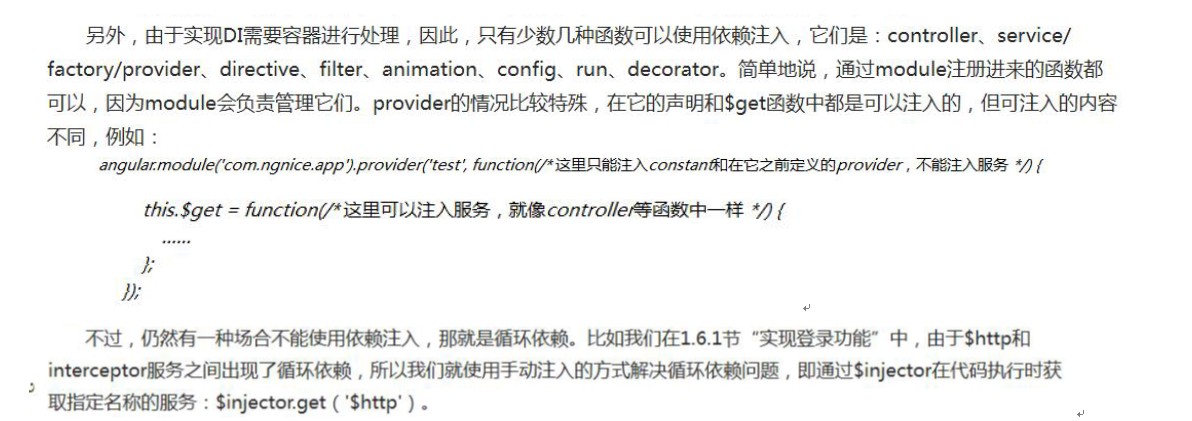 另外，由于实现DI需要容器进行处理，因此，只有少数几种函数可以使用依赖注入，它们是：controller、service/
factory/provider、directive、filter、animation、config、run、decorator。简单地说，通过module注册进来的函数都
可以，因为module会负责管理它们。provider的情况比较特殊，在它的声明和$get函数中都是可以注入的，但可注入的内容
不同，例如：
angular.module('com.ngnice.app').provider('test', function(/*这里只能注入constant和在它之前定义的provider，不能注入服务 */) {
this.$get = function(/*这里可以注入服务，就像controller等函数中一样 */) {
......
};
});
不过，仍然有一种场合不能使用依赖注入，那就是循环依赖。比如我们在1.6.1节“实现登录功能”中，由于$http和
interceptor服务之间出现了循环依赖，所以我们就使用手动注入的方式解决循环依赖问题，即通过$injector在代码执行时获
取指定名称的服务：$injector.get（'$http'）。